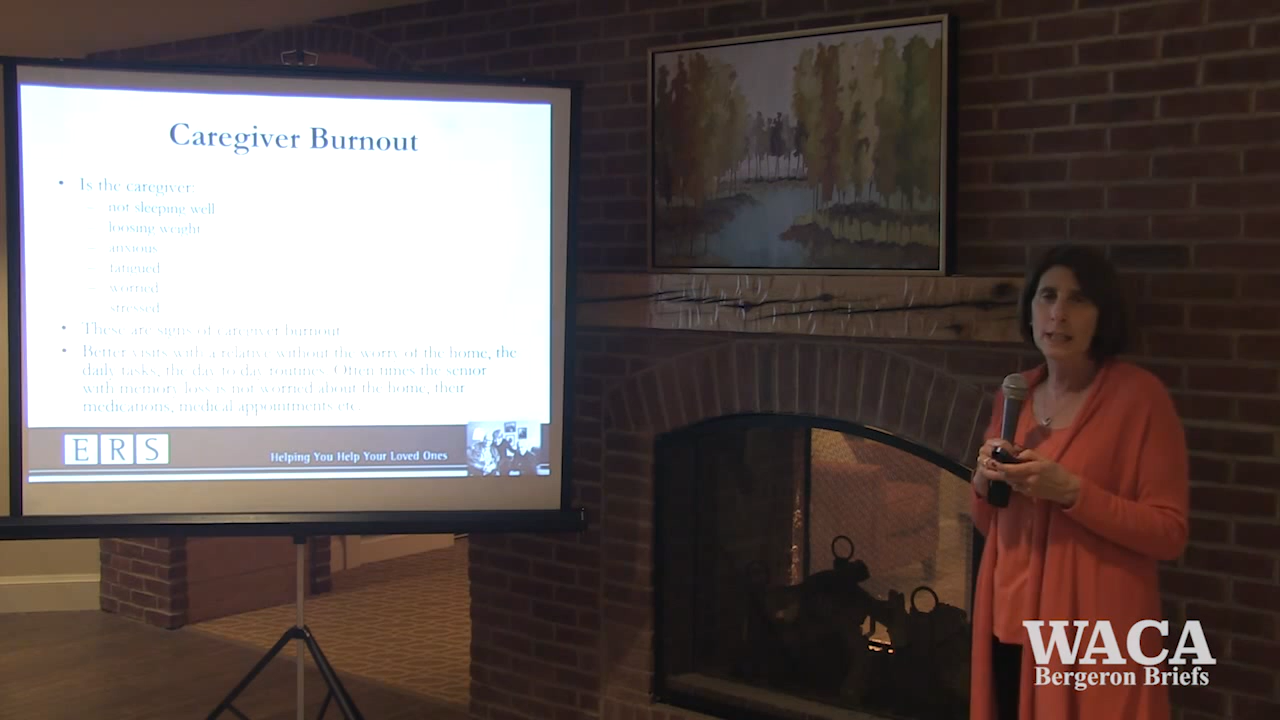 Caregiver Burnout
• Is the caregiver:
– not sleeping well
loosing weight
– anxious
– fatigued
– worried
– stressed
• These are signs of caregiver burnout
• Better visits with a relative without the worry of the home, the
daily tasks, the day to day routines. Often times the senior
with memory loss is not worried about the home, their
medications, medical appointments etc.
ERS
Helping You Help Your Loved Ones
WACA
Bergeron Briefs